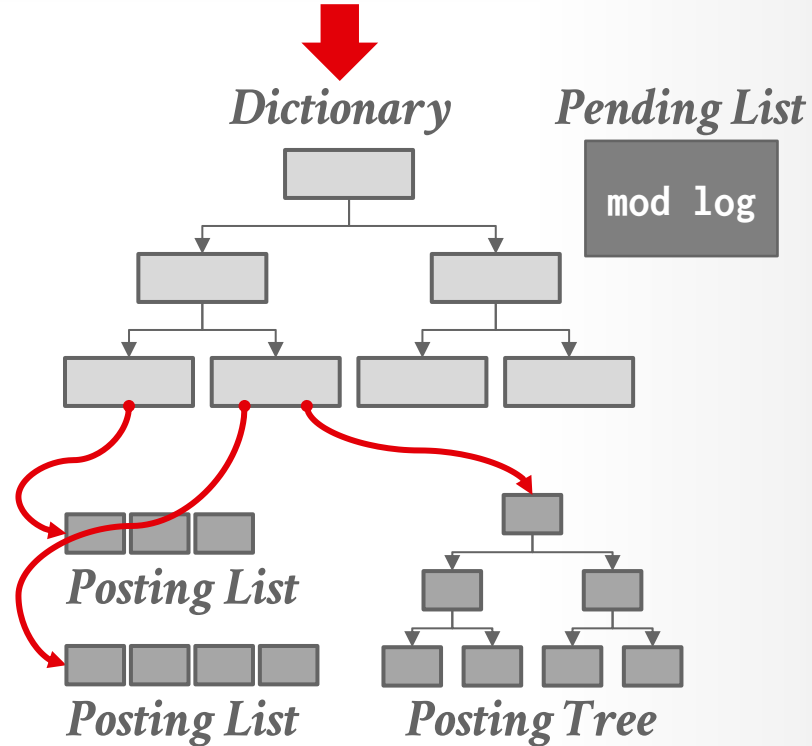 Dictionary
Pending List
mod log
Posting List
Posting List
Posting Tree